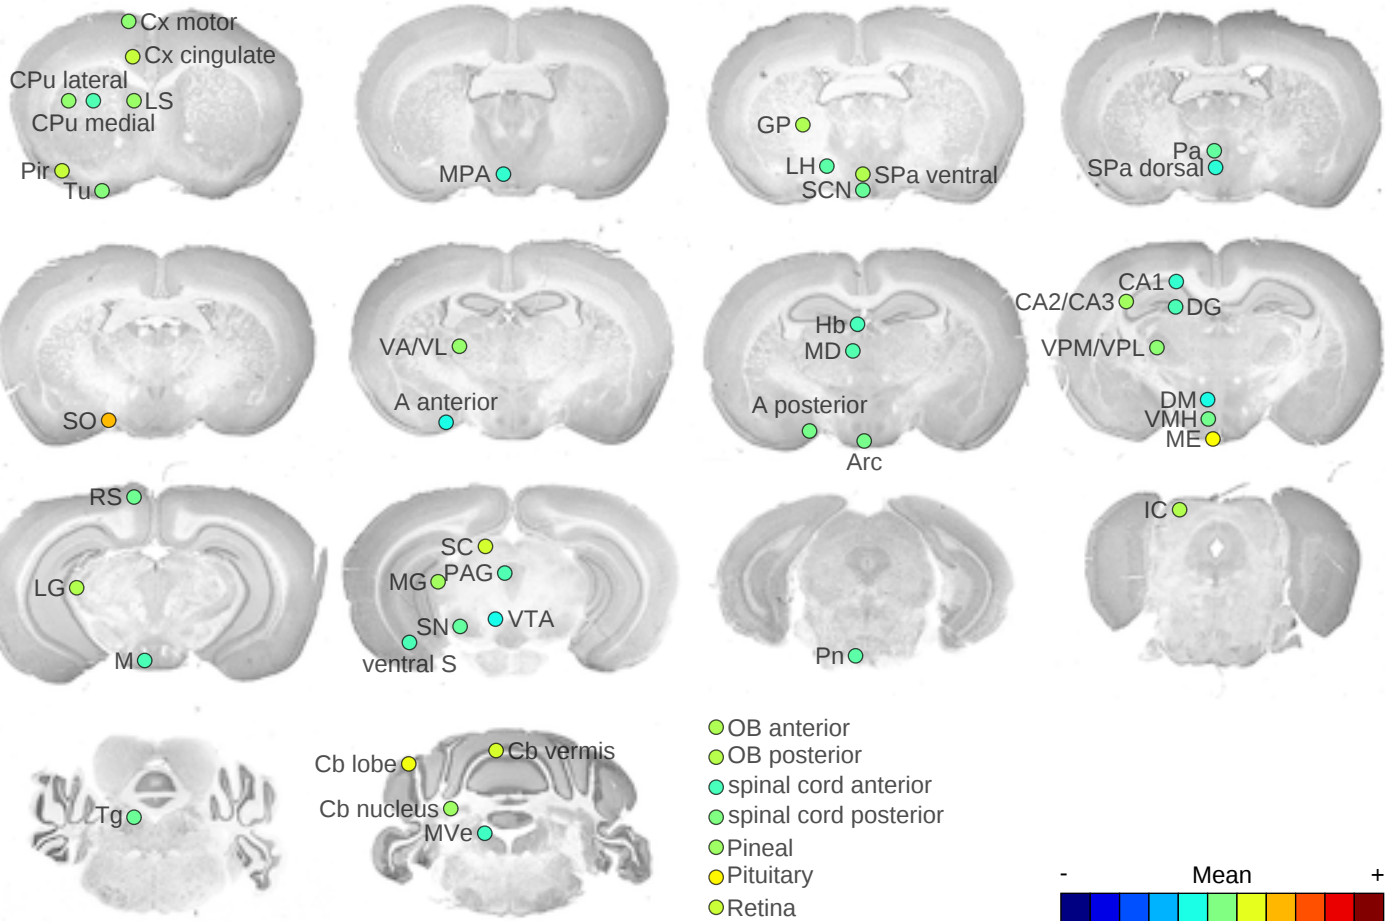 Cx motor
Cx cingulate
CPu lateral
LS
CPu medial
Pir
Tu
MPA
GP
LH
SPa ventral
SCN
Pa
SPa dorsal
SO
VA/VL
A anterior
Hb
MD
A posterior
Arc
CA1
CA2/CA3
DG
VPM/VPL
DM
VMH
ME
RS
LG
M
SC
MG
PAG
SN
VTA
ventral S
Pn
IC
Tg
Cb lobe
Cb vermis
Cb nucleus
MVe
OB anterior
OB posterior
spinal cord anterior
spinal cord posterior
Pineal
Pituitary
Retina
- Mean +